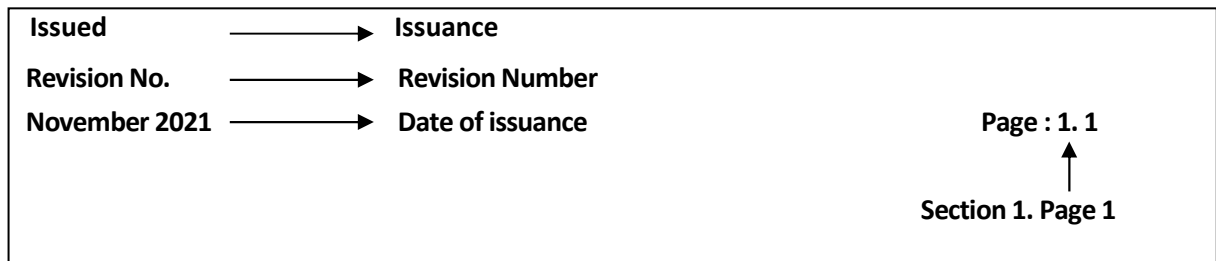 Issued Issuance
Revision No. Revision Number
November 2021 Date of issuance Page : 1. 1
Section 1. Page 1